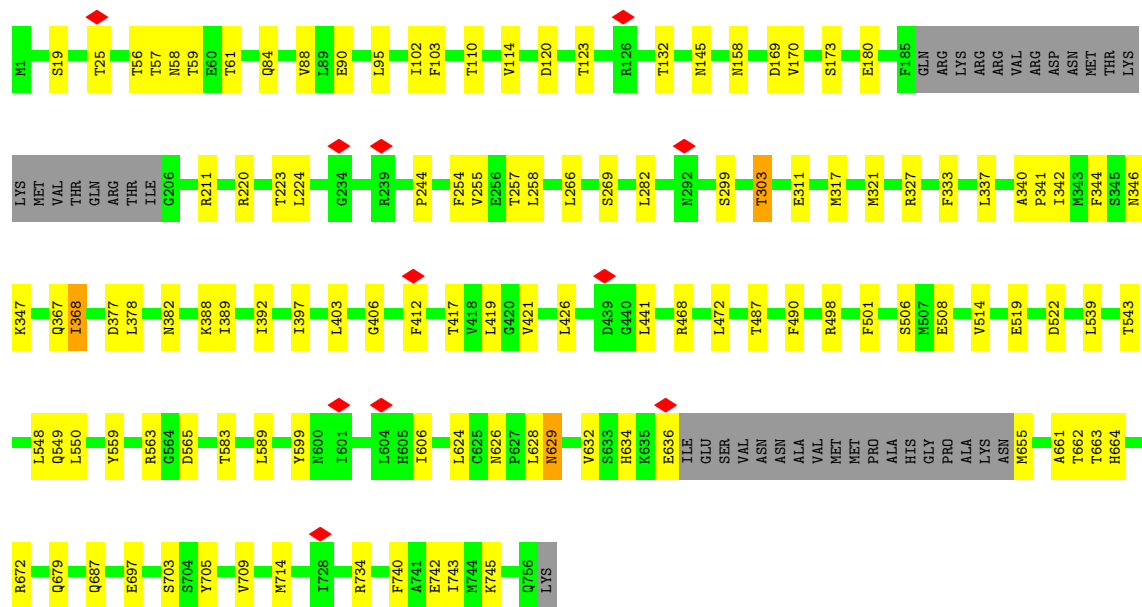 M1 S19 T25 T56 T57 N58 T59 E60 T61 Q84 V88 L89 E90 L95 I102 F103 T110 V114 D120 T123 R126 T132 N145 N158 D169 V170 S173 E180 F185 GLN ARG LYS ARG ARG VAL ARG ASP ASN MET THR LYS
LYS MET VAL THR GLN ARG THR ILE G206 R211 R220 T223 L224 G234 R239 P244 F254 V255 E256 T257 L258 L266 S269 L282 N292 S299 T303 E311 M317 M321 R327 F333 L337 A340 P341 I342 M343 F344 S345 N346
K347 Q367 I368 D377 L378 N382 K388 I389 I392 I397 L403 G406 F412 T417 V418 L419 G420 V421 L426 D439 G440 L441 R468 L472 T487 F490 R498 F501 S506 M507 E508 V514 E519 D522 L539 T543
L548 Q549 L550 Y559 R563 G564 D565 T583 L589 Y599 N600 I601 L604 H605 I606 L624 C625 N626 P627 L628 N629 V632 S633 H634 K635 E636 ILE GLU SER VAL ASN ASN ALA VAL MET MET PRO ALA HIS GLY PRO ALA LYS ASN M655 A661 T662 T663 H664
R672 Q679 Q687 E697 S703 S704 Y705 V709 M714 I728 R734 F740 A741 E742 I743 M744 K745 Q756 LYS